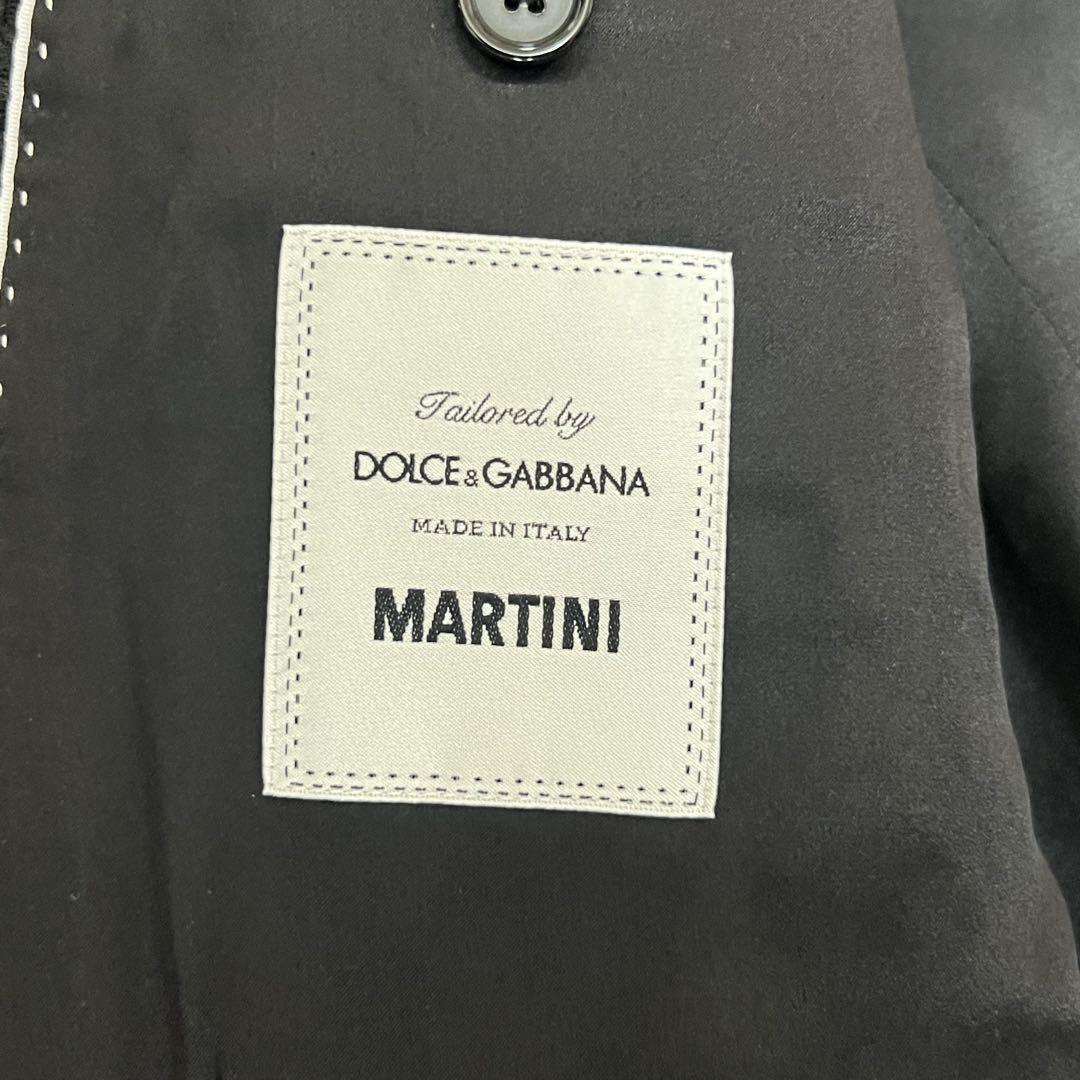 Tailored by
DOLCE & GABBANA
MADE IN ITALY
MARTINI